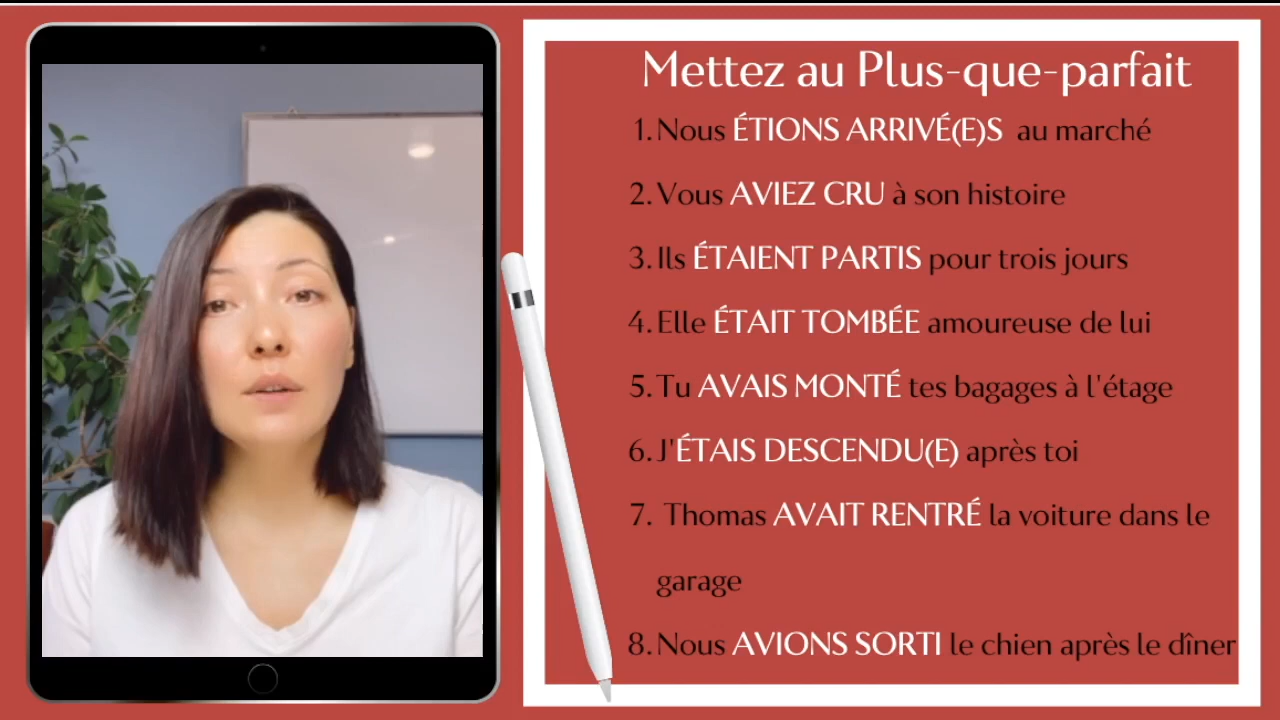 Mettez au Plus-que-parfait
1. Nous ÉTIONS ARRIVÉ(E)S au marché
2. Vous AVIEZ CRU à son histoire
3. Ils ÉTAIENT PARTIS pour trois jours
4. Elle ÉTAIT TOMBÉE amoureuse de lui
5. Tu AVAIS MONTÉ tes bagages à l'étage
6. J'ÉTAIS DESCENDU(E) après toi
7. Thomas AVAIT RENTRÉ la voiture dans le
garage
8. Nous AVIONS SORTI le chien après le dîner